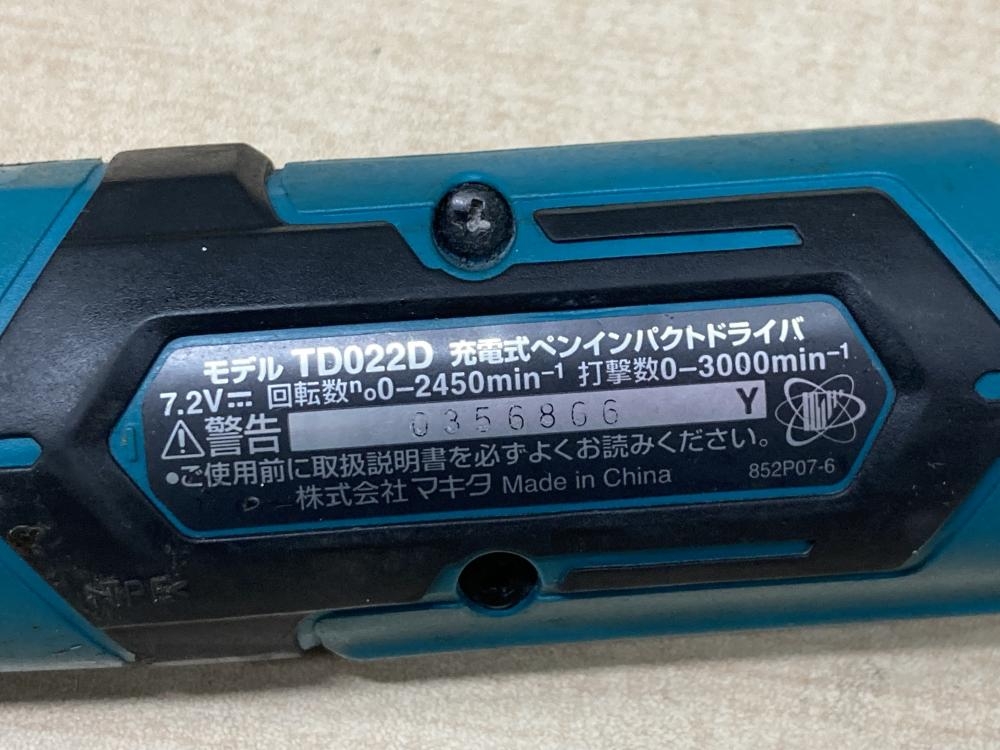 モデル TD022D 充電式ペンインパクトドライバ
7.2V⎓ 回転数n₀0-2450min⁻¹ 打撃数0-3000min⁻¹
⚠警告 0356866 Y
●ご使用前に取扱説明書を必ずよくお読みください。
株式会社 マキタ Made in China 852P07-6